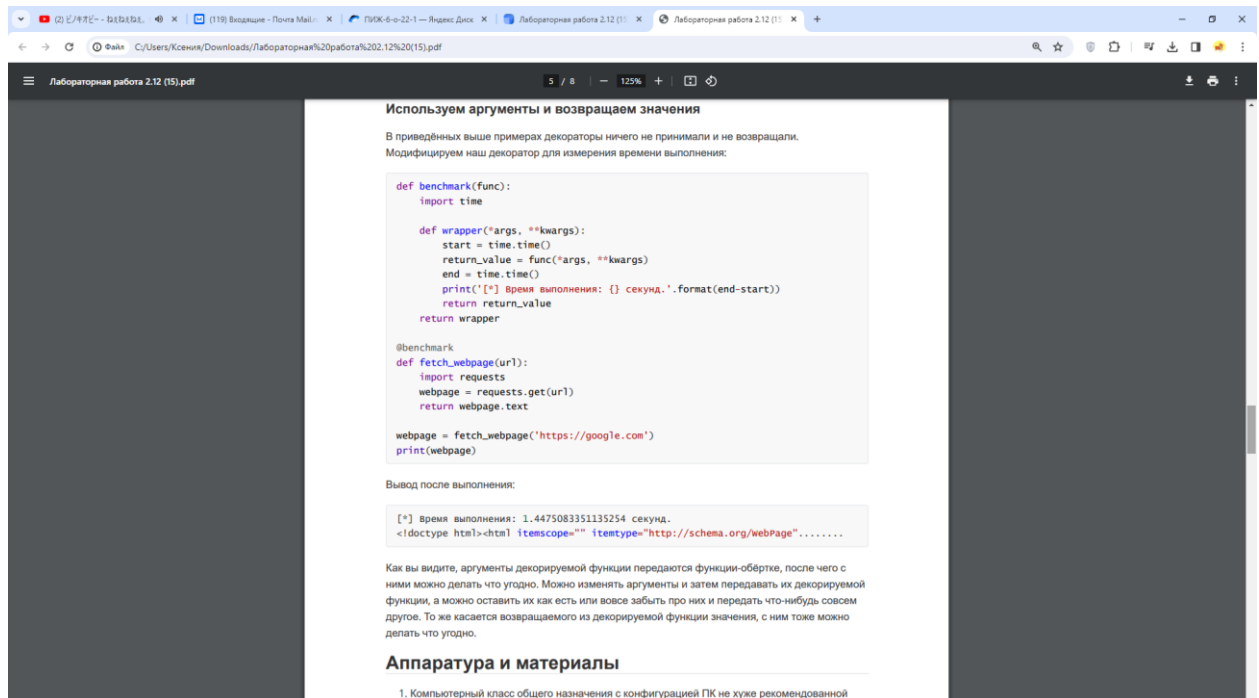 (2) ピノキオピー - ねぇねぇねぇ。
(119) Входящие - Почта Mail.r
ПИЖ-б-о-22-1 — Яндекс Диск
Лабораторная работа 2.12 (15
Лабораторная работа 2.12 (15
Файл C:/Users/Ксения/Downloads/Лабораторная%20работа%202.12%20(15).pdf
Лабораторная работа 2.12 (15).pdf 5 / 8 125%
Используем аргументы и возвращаем значения
В приведённых выше примерах декораторы ничего не принимали и не возвращали.
Модифицируем наш декоратор для измерения времени выполнения:
def benchmark(func):
    import time
    def wrapper(*args, **kwargs):
        start = time.time()
        return_value = func(*args, **kwargs)
        end = time.time()
        print('[*] Время выполнения: {} секунд.'.format(end-start))
        return return_value
    return wrapper
@benchmark
def fetch_webpage(url):
    import requests
    webpage = requests.get(url)
    return webpage.text
webpage = fetch_webpage('https://google.com')
print(webpage)
Вывод после выполнения:
[*] Время выполнения: 1.4475083351135254 секунд.
<!doctype html><html itemscope="" itemtype="http://schema.org/WebPage"........
Как вы видите, аргументы декорируемой функции передаются функции-обёртке, после чего с
ними можно делать что угодно. Можно изменять аргументы и затем передавать их декорируемой
функции, а можно оставить их как есть или вовсе забыть про них и передать что-нибудь совсем
другое. То же касается возвращаемого из декорируемой функции значения, с ним тоже можно
делать что угодно.
Аппаратура и материалы
1. Компьютерный класс общего назначения с конфигурацией ПК не хуже рекомендованной